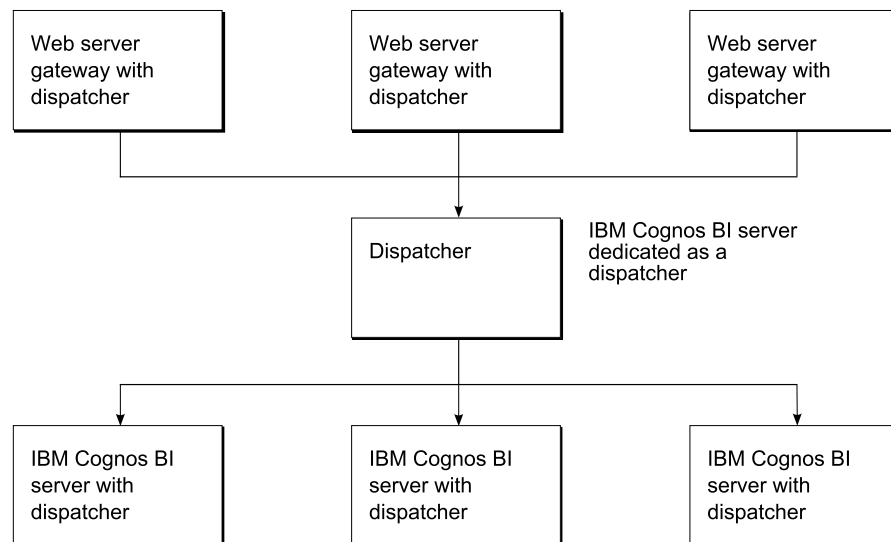 Web server
gateway with
dispatcher
Web server
gateway with
dispatcher
Web server
gateway with
dispatcher
Dispatcher
IBM Cognos BI server
dedicated as a
dispatcher
IBM Cognos BI
server with
dispatcher
IBM Cognos BI
server with
dispatcher
IBM Cognos BI
server with
dispatcher